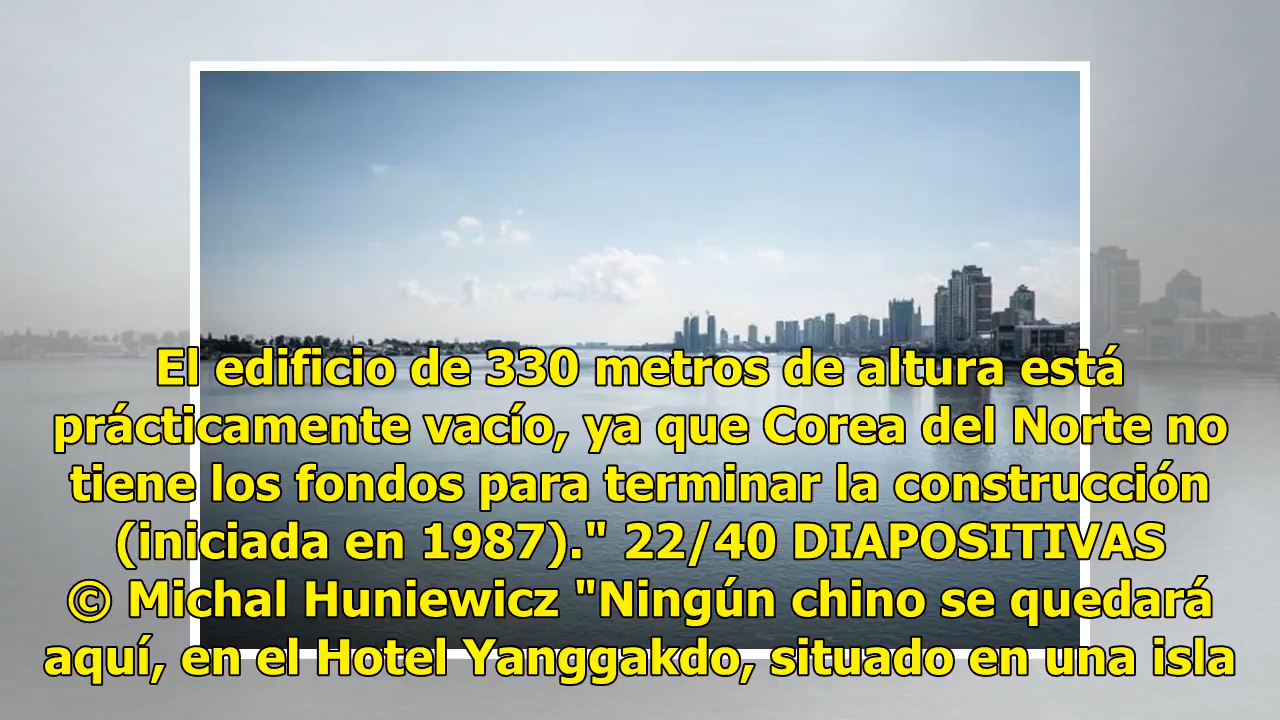 El edificio de 330 metros de altura está
prácticamente vacío, ya que Corea del Norte no
tiene los fondos para terminar la construcción
(iniciada en 1987)." 22/40 DIAPOSITIVAS
© Michal Huniewicz "Ningún chino se quedará
aquí, en el Hotel Yanggakdo, situado en una isla